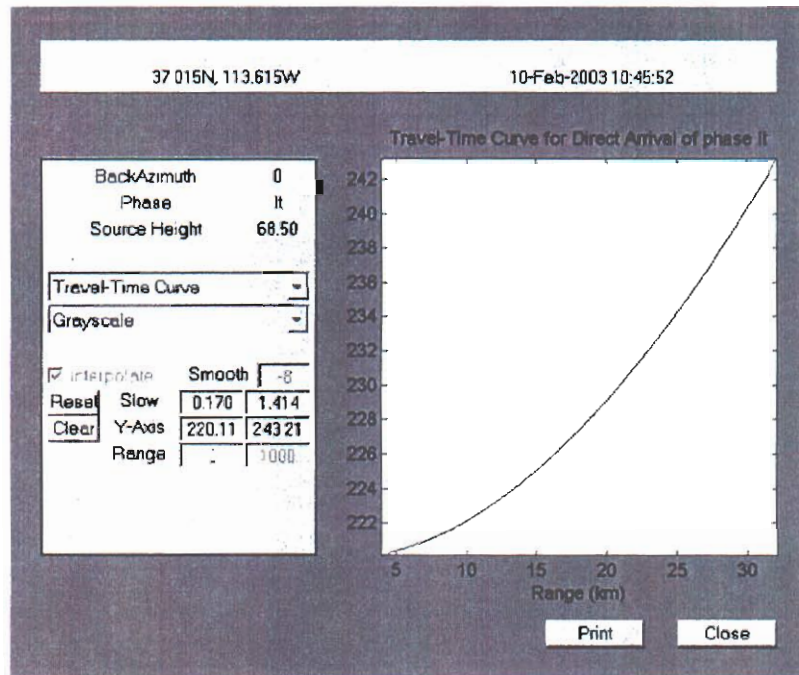 37 015N, 113.615W
10-Feb-2003 10:45:52
Travel-Time Curve for Direct Arrival of phase It
BackAzimuth 0
Phase It
Source Height 68.50
Travel-Time Curve
Grayscale
Interpolate Smooth -8
Reset Slow 0.170 1.414
Clear Y-Axis 220.11 243 21
Range 1000
242
240
238
236
234
232
230
228
226
224
222
5 10 15 20 25 30
Range (km)
Print Close